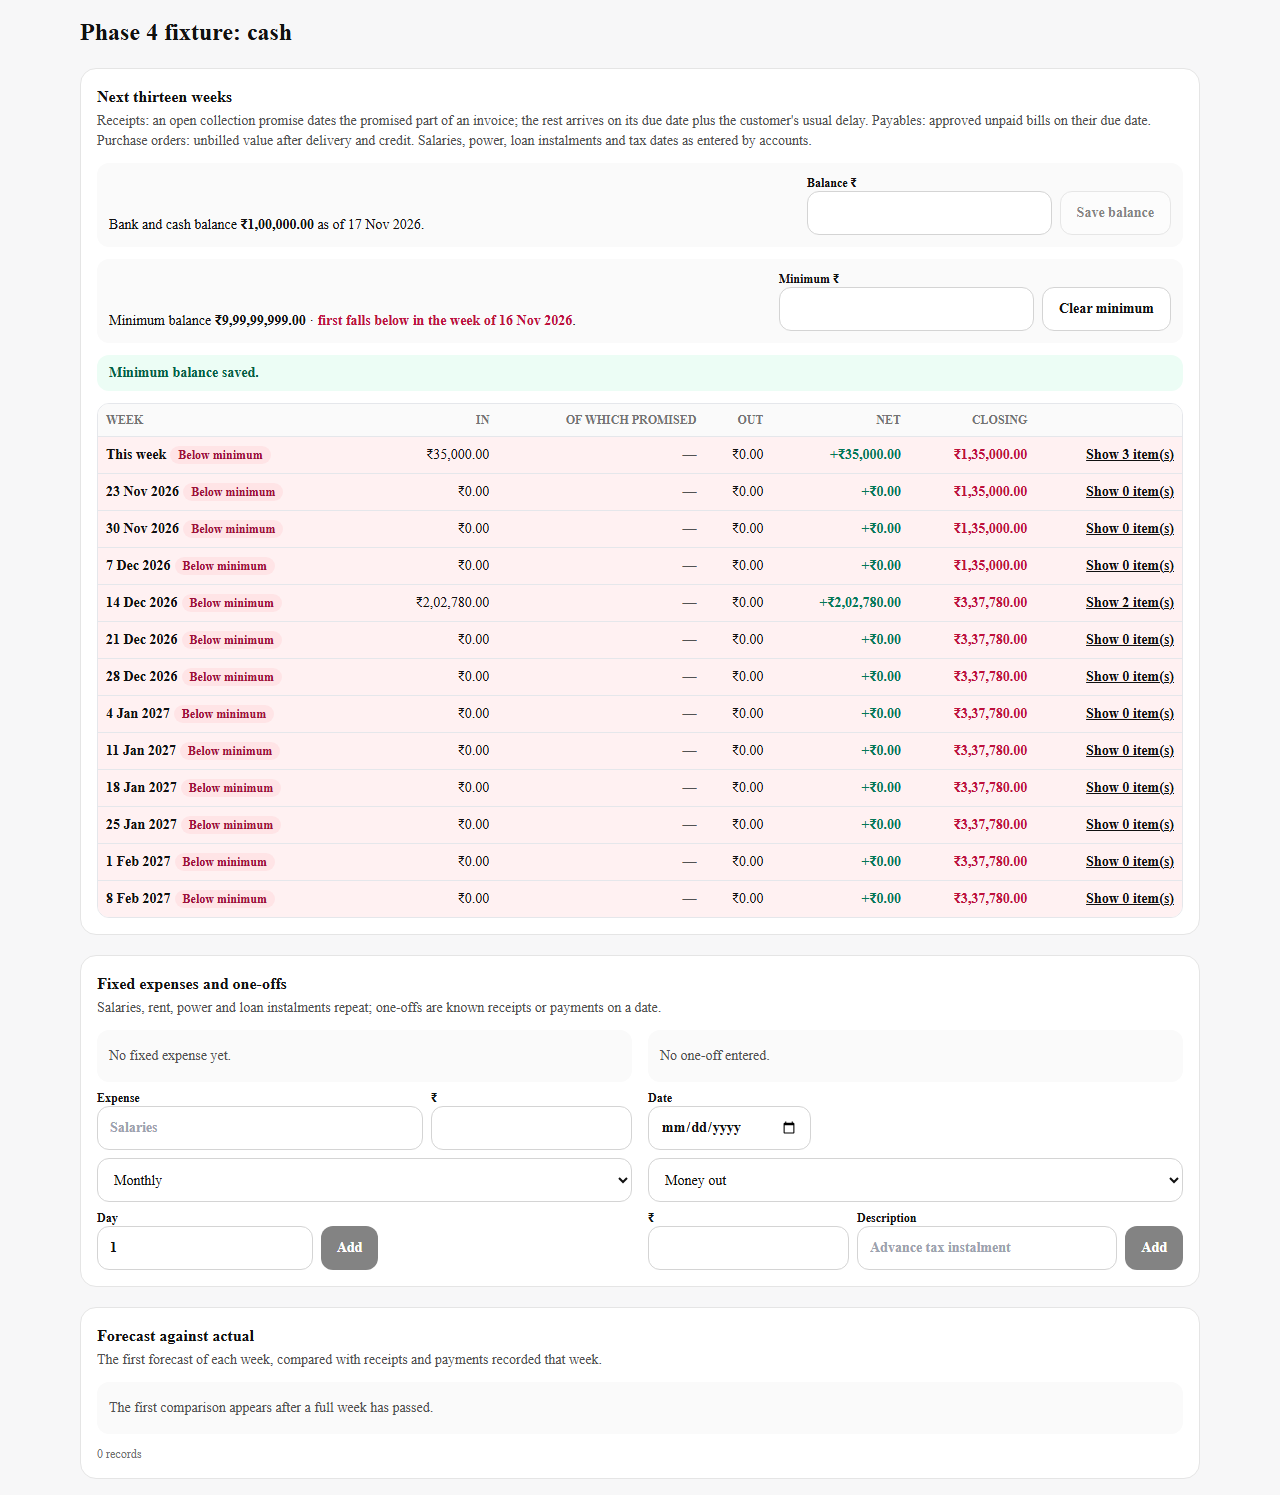 Phase 4 fixture: cash
Next thirteen weeks
Receipts: an open collection promise dates the promised part of an invoice; the rest arrives on its due date plus the customer's usual delay. Payables: approved unpaid bills on their due date.
Purchase orders: unbilled value after delivery and credit. Salaries, power, loan instalments and tax dates as entered by accounts.
Balance ₹
Bank and cash balance ₹1,00,000.00 as of 17 Nov 2026.
Save balance
Minimum ₹
Minimum balance ₹9,99,99,999.00 · first falls below in the week of 16 Nov 2026.
Clear minimum
Minimum balance saved.
WEEK IN OF WHICH PROMISED OUT NET CLOSING
This week Below minimum ₹35,000.00 — ₹0.00 +₹35,000.00 ₹1,35,000.00 Show 3 item(s)
23 Nov 2026 Below minimum ₹0.00 — ₹0.00 +₹0.00 ₹1,35,000.00 Show 0 item(s)
30 Nov 2026 Below minimum ₹0.00 — ₹0.00 +₹0.00 ₹1,35,000.00 Show 0 item(s)
7 Dec 2026 Below minimum ₹0.00 — ₹0.00 +₹0.00 ₹1,35,000.00 Show 0 item(s)
14 Dec 2026 Below minimum ₹2,02,780.00 — ₹0.00 +₹2,02,780.00 ₹3,37,780.00 Show 2 item(s)
21 Dec 2026 Below minimum ₹0.00 — ₹0.00 +₹0.00 ₹3,37,780.00 Show 0 item(s)
28 Dec 2026 Below minimum ₹0.00 — ₹0.00 +₹0.00 ₹3,37,780.00 Show 0 item(s)
4 Jan 2027 Below minimum ₹0.00 — ₹0.00 +₹0.00 ₹3,37,780.00 Show 0 item(s)
11 Jan 2027 Below minimum ₹0.00 — ₹0.00 +₹0.00 ₹3,37,780.00 Show 0 item(s)
18 Jan 2027 Below minimum ₹0.00 — ₹0.00 +₹0.00 ₹3,37,780.00 Show 0 item(s)
25 Jan 2027 Below minimum ₹0.00 — ₹0.00 +₹0.00 ₹3,37,780.00 Show 0 item(s)
1 Feb 2027 Below minimum ₹0.00 — ₹0.00 +₹0.00 ₹3,37,780.00 Show 0 item(s)
8 Feb 2027 Below minimum ₹0.00 — ₹0.00 +₹0.00 ₹3,37,780.00 Show 0 item(s)
Fixed expenses and one-offs
Salaries, rent, power and loan instalments repeat; one-offs are known receipts or payments on a date.
No fixed expense yet.
Expense ₹
Salaries
Monthly
Day
1 Add
No one-off entered.
Date
mm/dd/yyyy
Money out
₹ Description
Advance tax instalment Add
Forecast against actual
The first forecast of each week, compared with receipts and payments recorded that week.
The first comparison appears after a full week has passed.
0 records